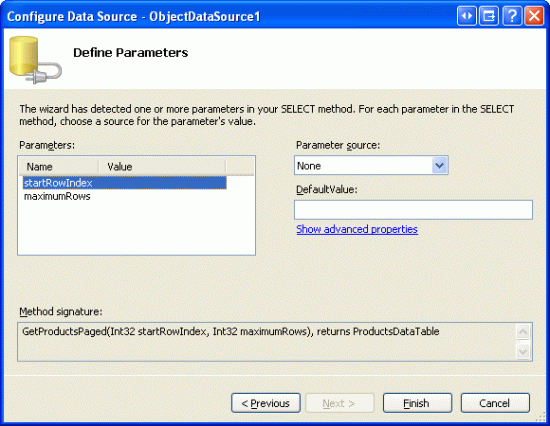 Configure Data Source - ObjectDataSource1
Define Parameters
The wizard has detected one or more parameters in your SELECT method. For each parameter in the SELECT
method, choose a source for the parameter's value.
Parameters:
Name Value
startRowIndex
maximumRows
Parameter source:
None
DefaultValue:
Show advanced properties
Method signature:
GetProductsPaged(Int32 startRowIndex, Int32 maximumRows), returns ProductsDataTable
< Previous Next > Finish Cancel